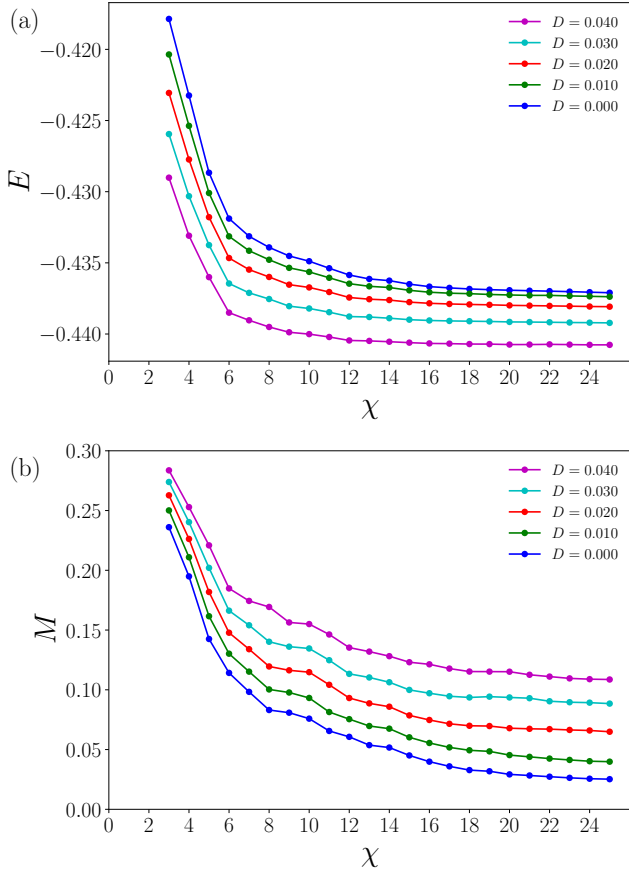 (a)
E
−0.420
−0.425
−0.430
−0.435
−0.440
D = 0.040
D = 0.030
D = 0.020
D = 0.010
D = 0.000
0 2 4 6 8 10 12 14 16 18 20 22 24
χ
(b)
M
0.30
0.25
0.20
0.15
0.10
0.05
0.00
D = 0.040
D = 0.030
D = 0.020
D = 0.010
D = 0.000
0 2 4 6 8 10 12 14 16 18 20 22 24
χ